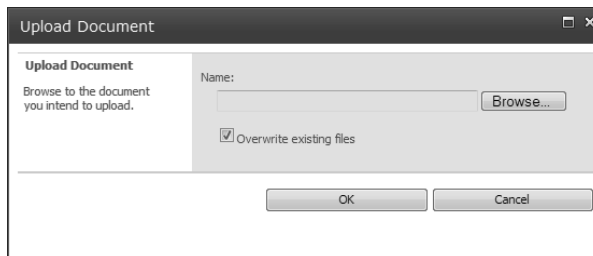 Upload Document
Upload Document
Browse to the document
you intend to upload.
Name:
Browse...
Overwrite existing files
OK
Cancel